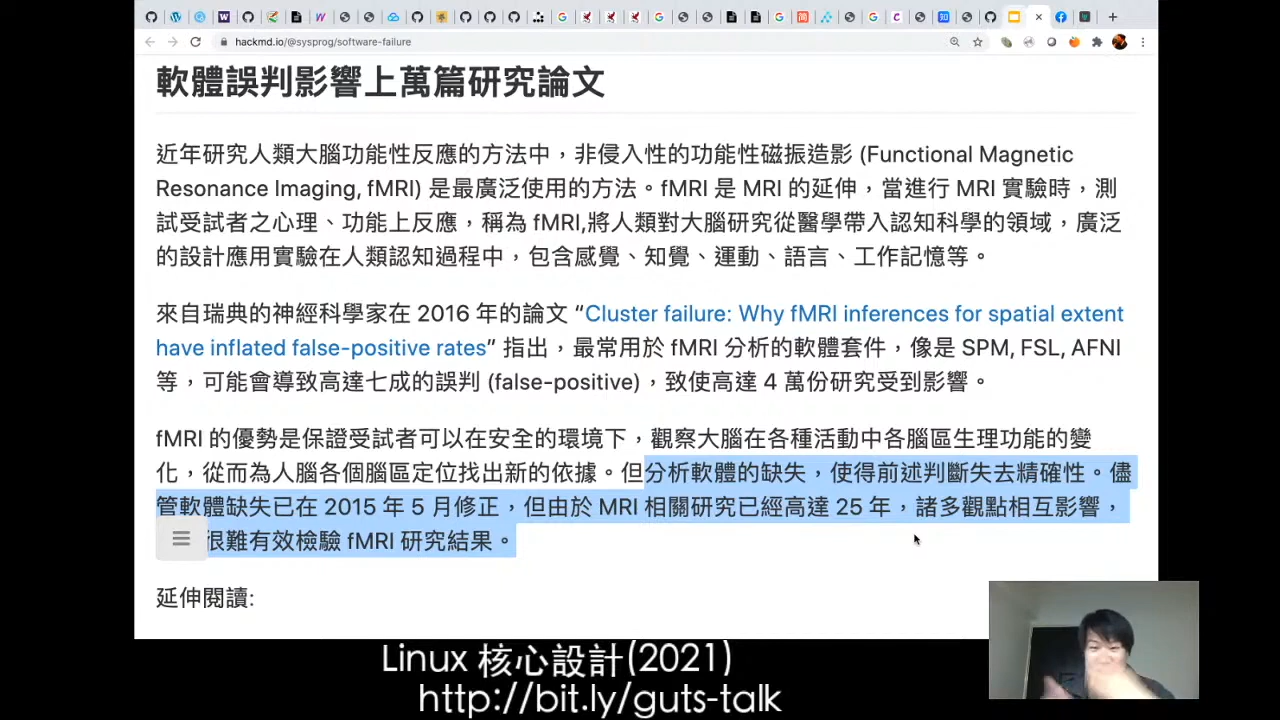 hackmd.io/@sysprog/software-failure
軟體誤判影響上萬篇研究論文
近年研究人類大腦功能性反應的方法中，非侵入性的功能性磁振造影 (Functional Magnetic
Resonance Imaging, fMRI) 是最廣泛使用的方法。fMRI 是 MRI 的延伸，當進行 MRI 實驗時，測
試受試者之心理、功能上反應，稱為 fMRI,將人類對大腦研究從醫學帶入認知科學的領域，廣泛
的設計應用實驗在人類認知過程中，包含感覺、知覺、運動、語言、工作記憶等。
來自瑞典的神經科學家在 2016 年的論文 “Cluster failure: Why fMRI inferences for spatial extent
have inflated false-positive rates” 指出，最常用於 fMRI 分析的軟體套件，像是 SPM, FSL, AFNI
等，可能會導致高達七成的誤判 (false-positive)，致使高達 4 萬份研究受到影響。
fMRI 的優勢是保證受試者可以在安全的環境下，觀察大腦在各種活動中各腦區生理功能的變
化，從而為人腦各個腦區定位找出新的依據。但分析軟體的缺失，使得前述判斷失去精確性。儘
管軟體缺失已在 2015 年 5 月修正，但由於 MRI 相關研究已經高達 25 年，諸多觀點相互影響，
很難有效檢驗 fMRI 研究結果。
延伸閱讀:
Linux 核心設計(2021)
http://bit.ly/guts-talk